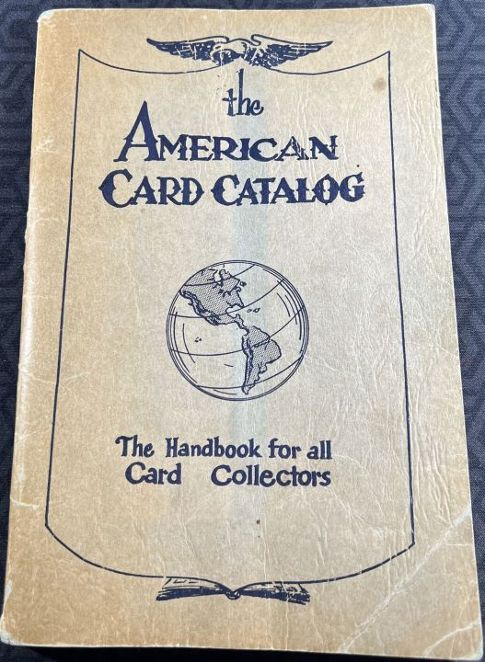 the
AMERICAN
CARD CATALOG
The Handbook for all
Card Collectors